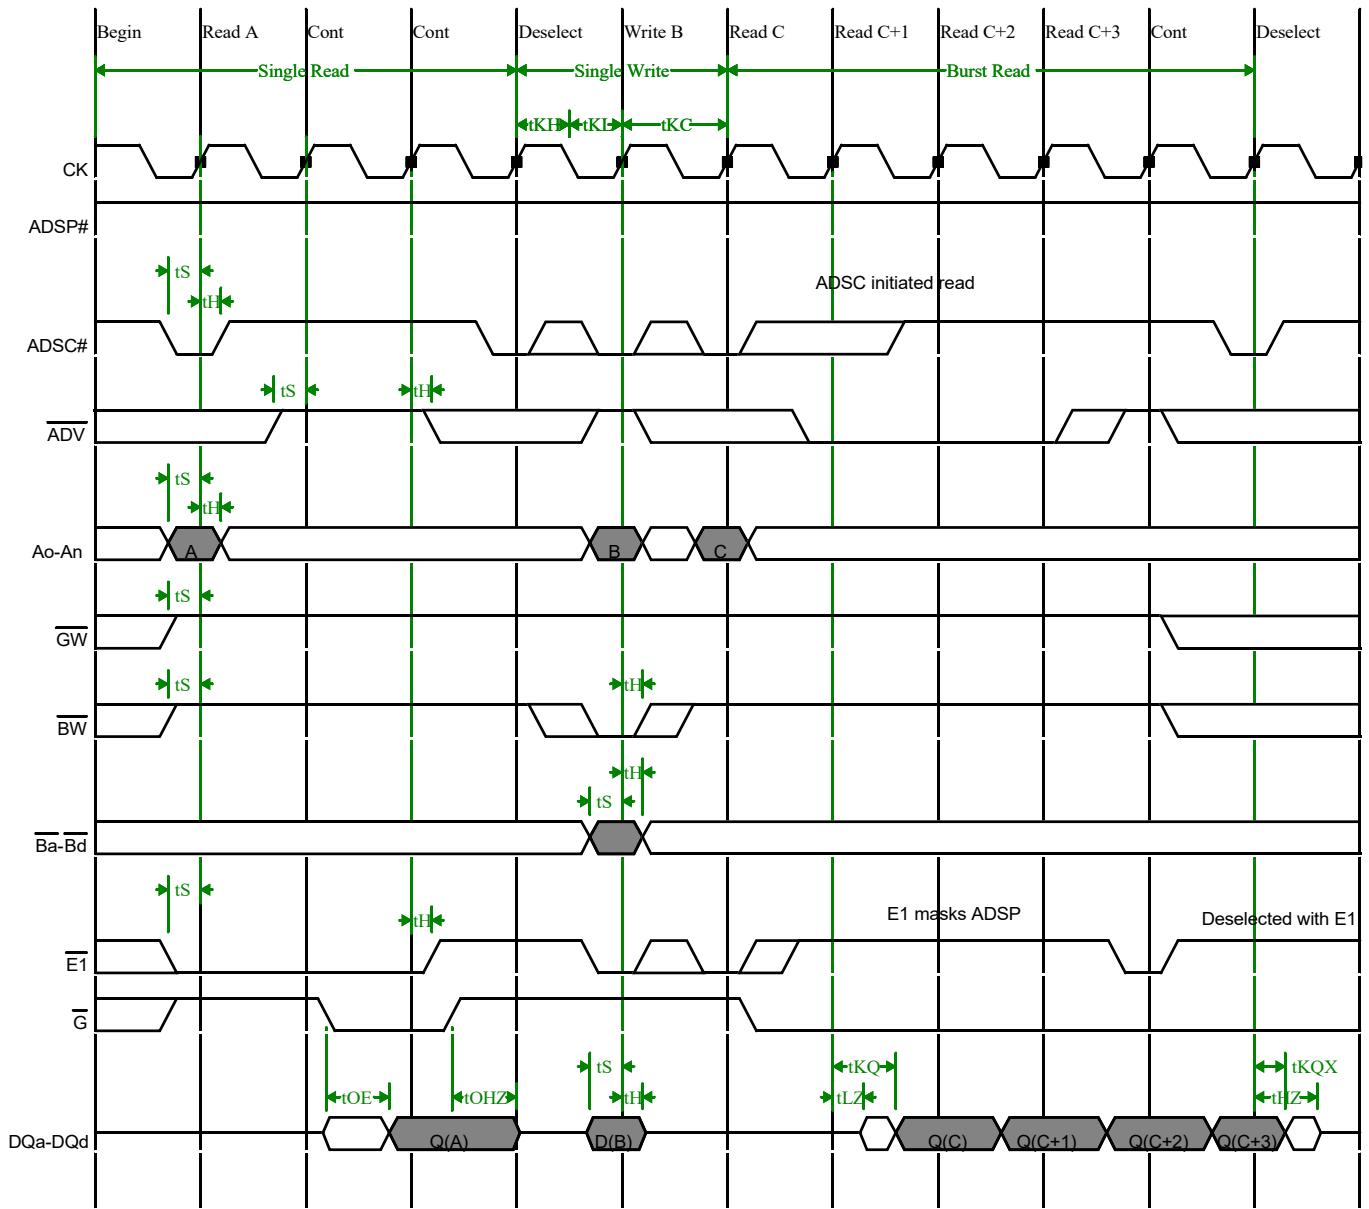 Begin Read A Cont Cont Deselect Write B Read C Read C+1 Read C+2 Read C+3 Cont Deselect
Single Read Single Write Burst Read
tKH tKL tKC
CK
ADSP#
tS
ADSC initiated read
tH
ADSC#
tS tH
ADV
tS
tH
Ao-An A B C
tS
GW
tS tH
BW
tH
tS
Ba-Bd
tS
E1 masks ADSP Deselected with E1
tH
E1
G
tS tKQ tKQX
tOE tOHZ tH tLZ tHZ
DQa-DQd Q(A) D(B) Q(C) Q(C+1) Q(C+2) Q(C+3)